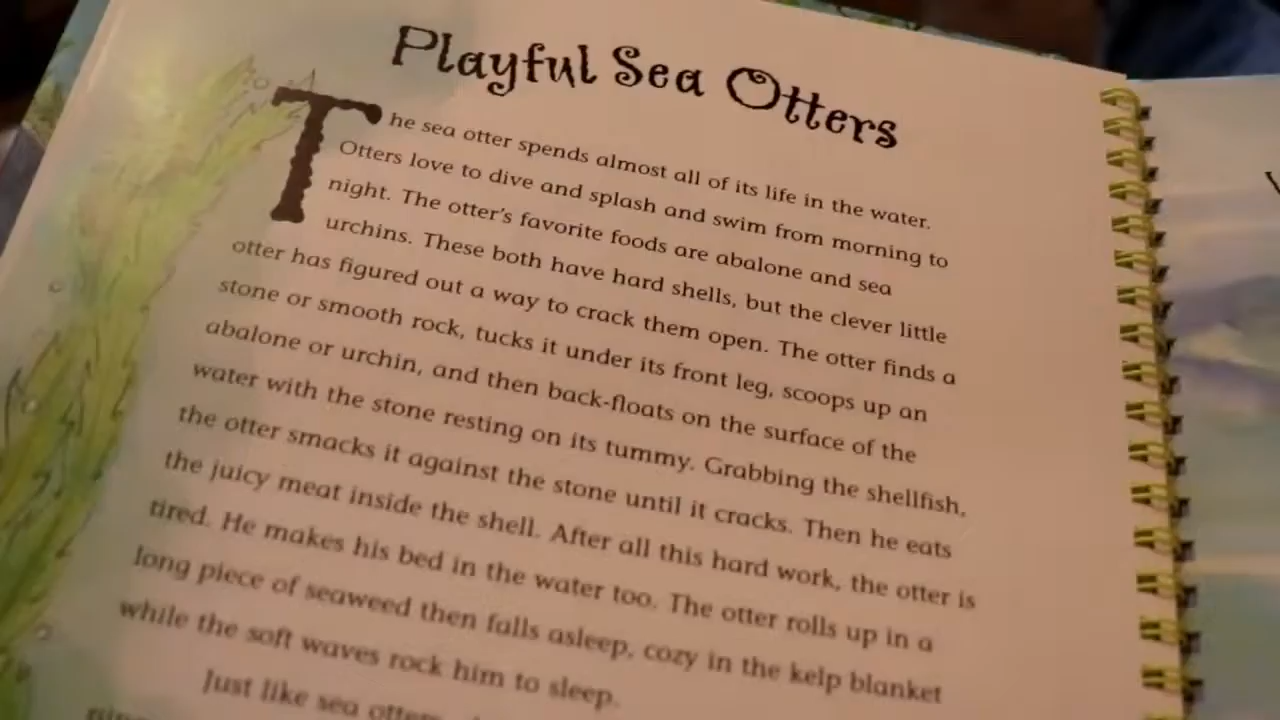 Playful Sea Otters
The sea otter spends almost all of its life in the water.
Otters love to dive and splash and swim from morning to
night. The otter's favorite foods are abalone and sea
urchins. These both have hard shells, but the clever little
otter has figured out a way to crack them open. The otter finds a
stone or smooth rock, tucks it under its front leg, scoops up an
abalone or urchin, and then back-floats on the surface of the
water with the stone resting on its tummy. Grabbing the shellfish,
the otter smacks it against the stone until it cracks. Then he eats
the juicy meat inside the shell. After all this hard work, the otter is
tired. He makes his bed in the water too. The otter rolls up in a
long piece of seaweed then falls asleep, cozy in the kelp blanket
while the soft waves rock him to sleep.
Just like sea